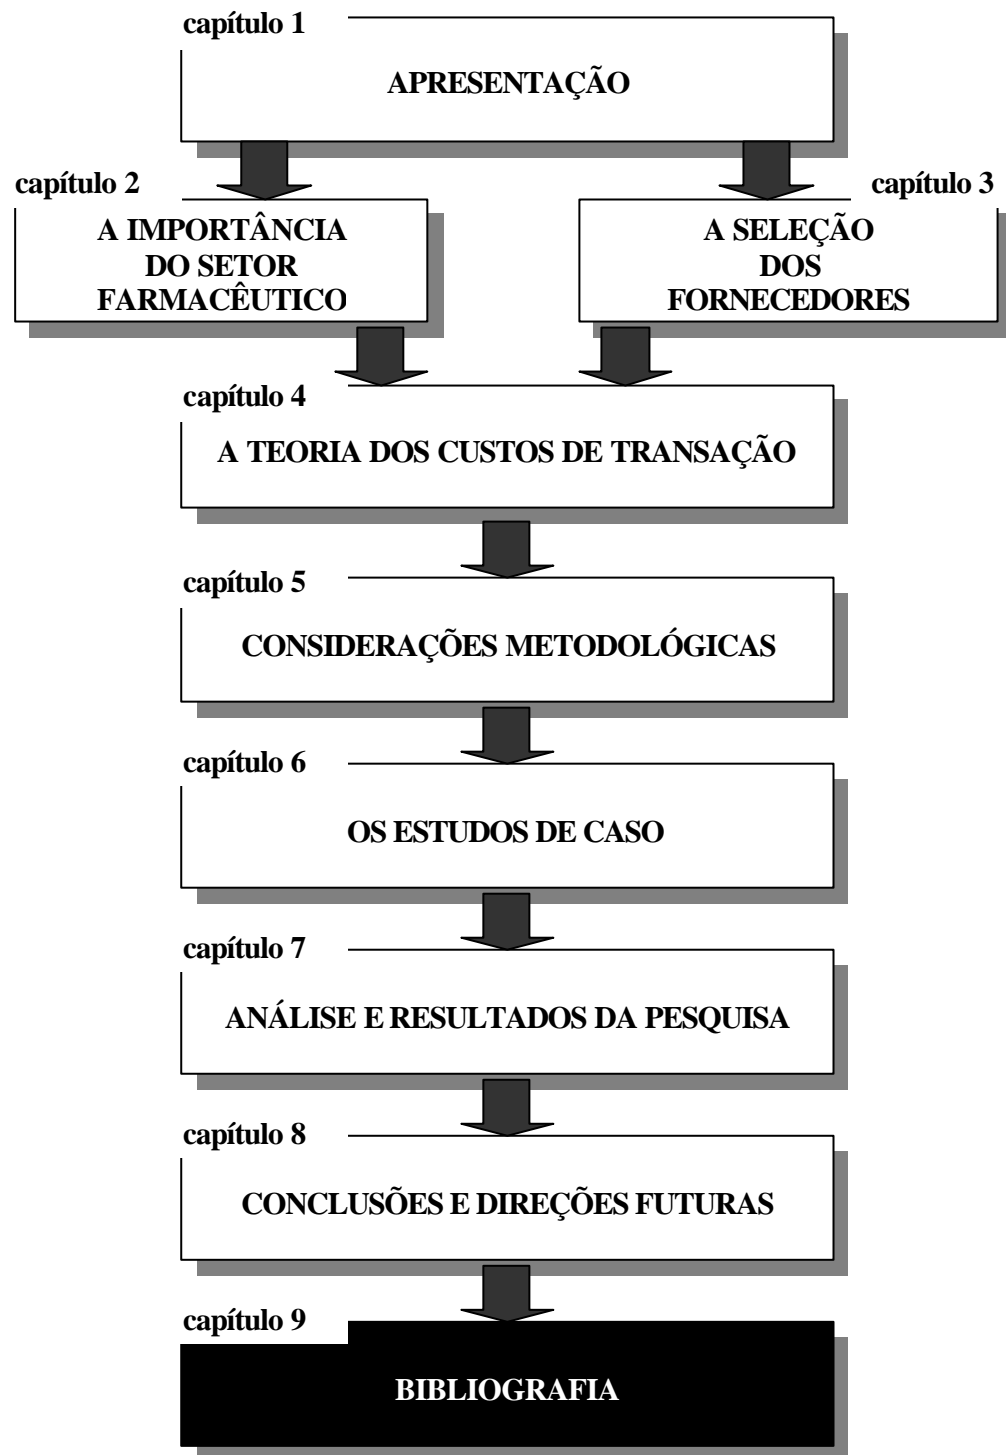 capítulo 1
APRESENTAÇÃO
capítulo 2
A IMPORTÂNCIA
DO SETOR
FARMACÊUTICO
capítulo 3
A SELEÇÃO
DOS
FORNECEDORES
capítulo 4
A TEORIA DOS CUSTOS DE TRANSAÇÃO
capítulo 5
CONSIDERAÇÕES METODOLÓGICAS
capítulo 6
OS ESTUDOS DE CASO
capítulo 7
ANÁLISE E RESULTADOS DA PESQUISA
capítulo 8
CONCLUSÕES E DIREÇÕES FUTURAS
capítulo 9
BIBLIOGRAFIA